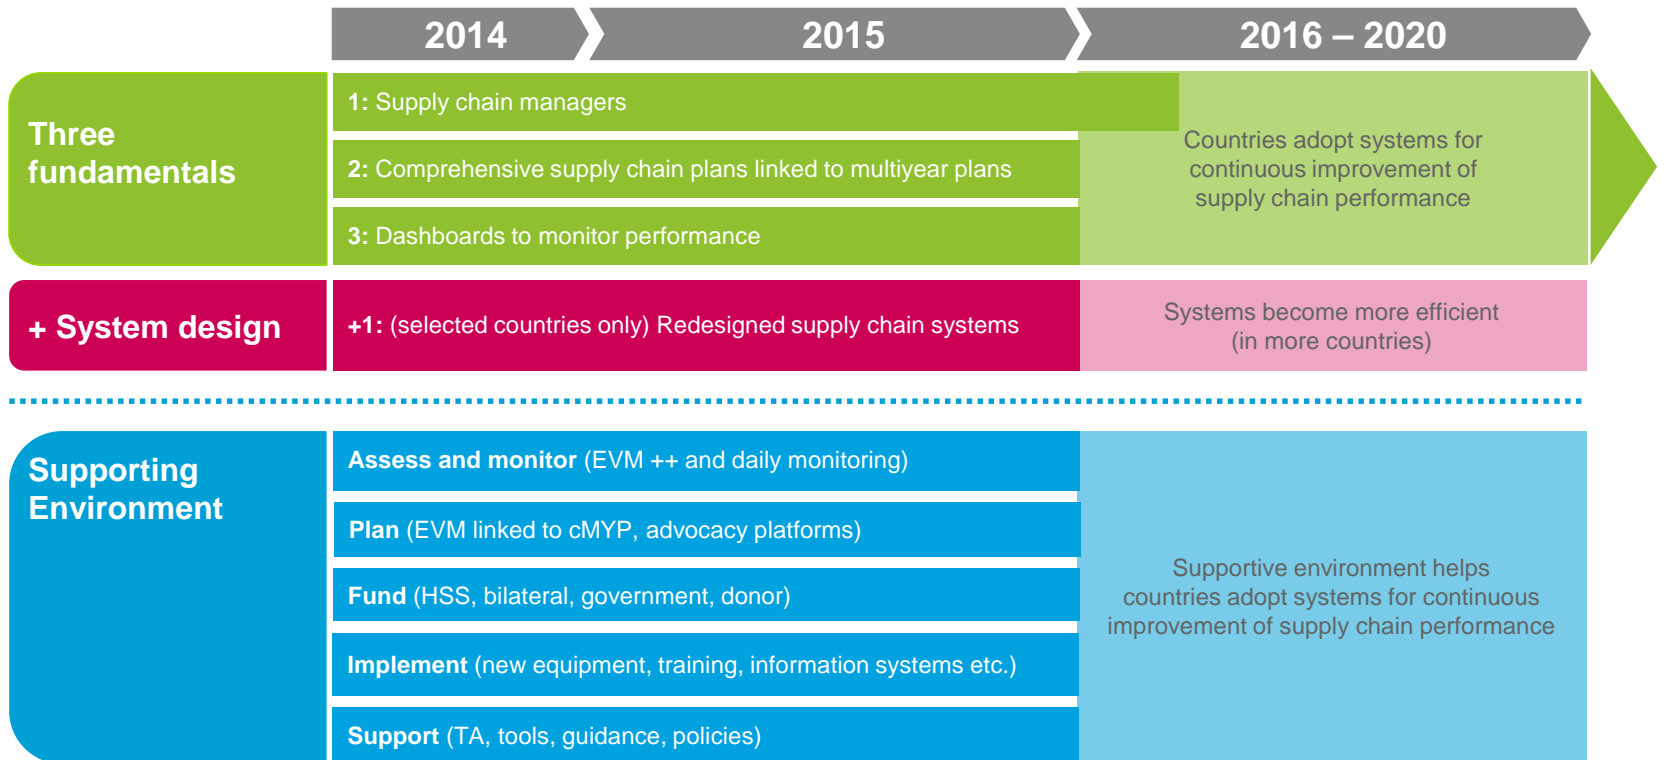 2014
2015
2016 – 2020
Three
fundamentals
1: Supply chain managers
2: Comprehensive supply chain plans linked to multiyear plans
3: Dashboards to monitor performance
Countries adopt systems for
continuous improvement of
supply chain performance
+ System design
+1: (selected countries only) Redesigned supply chain systems
Systems become more efficient
(in more countries)
Supporting
Environment
Assess and monitor (EVM ++ and daily monitoring)
Plan (EVM linked to cMYP, advocacy platforms)
Fund (HSS, bilateral, government, donor)
Implement (new equipment, training, information systems etc.)
Support (TA, tools, guidance, policies)
Supportive environment helps
countries adopt systems for continuous
improvement of supply chain performance